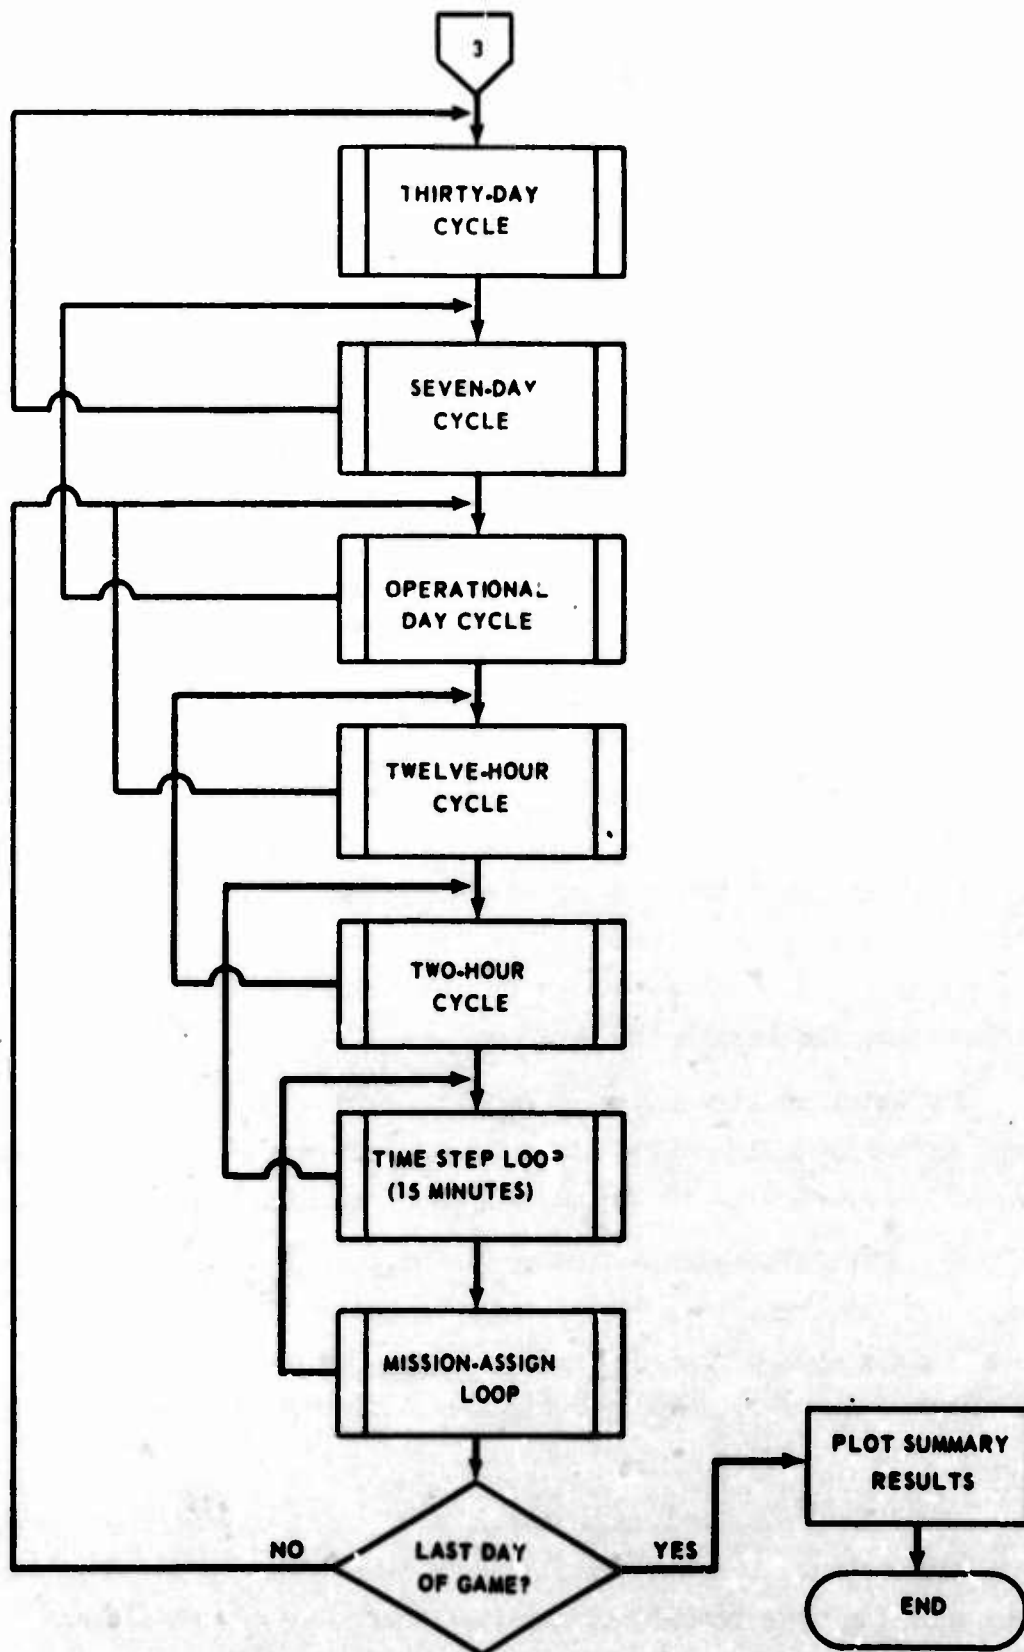 3
THIRTY-DAY
CYCLE
SEVEN-DAY
CYCLE
OPERATIONAL
DAY CYCLE
TWELVE-HOUR
CYCLE
TWO-HOUR
CYCLE
TIME STEP LOOP
(15 MINUTES)
MISSION-ASSIGN
LOOP
LAST DAY
OF GAME?
NO
YES
PLOT SUMMARY
RESULTS
END